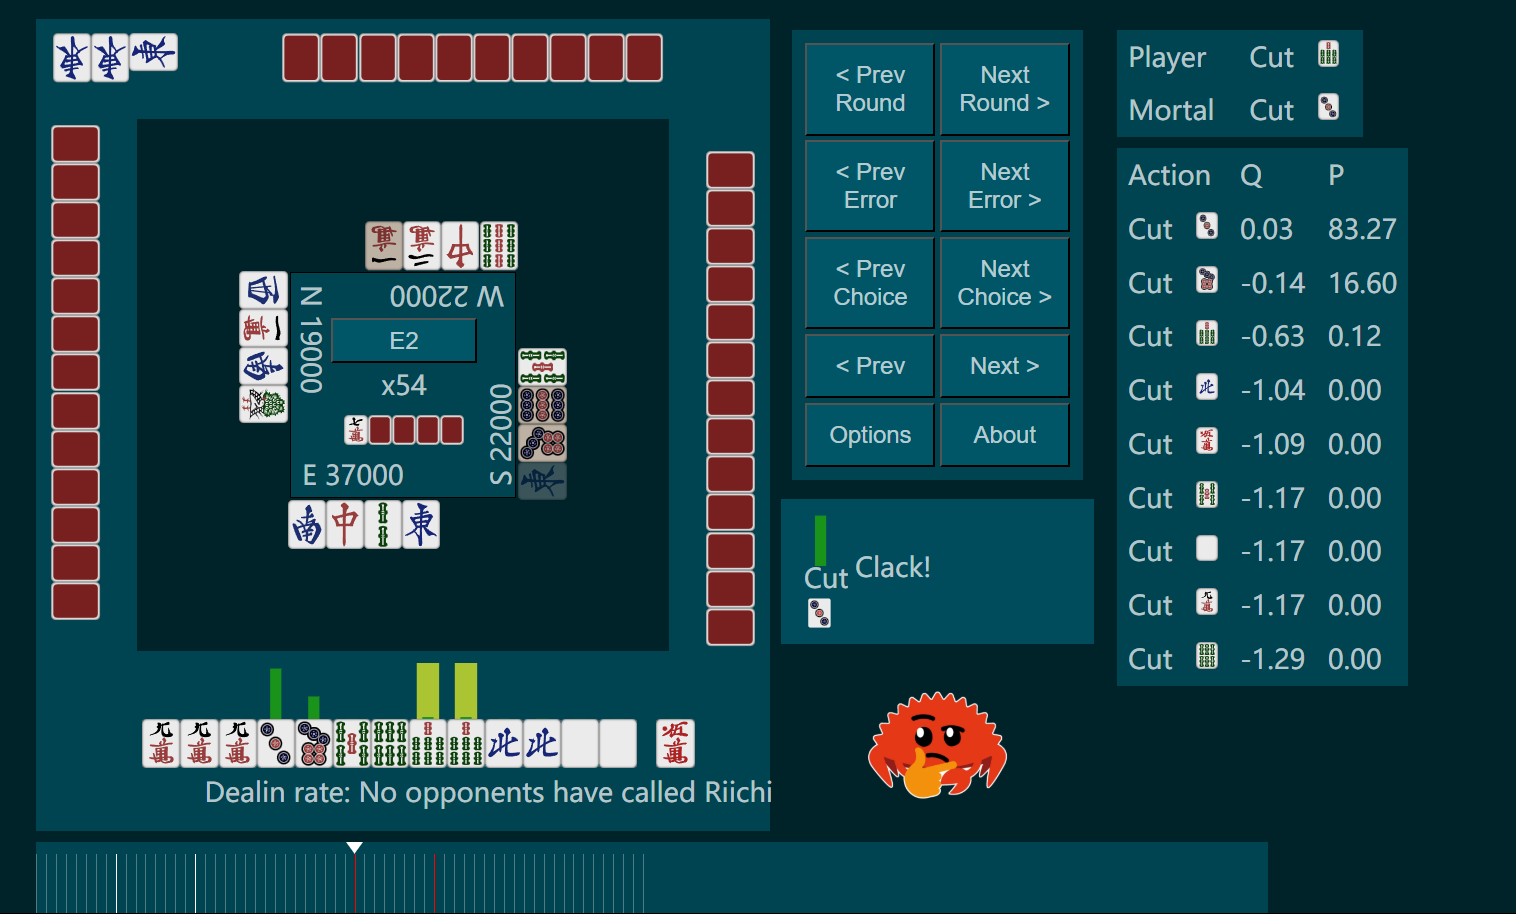 < Prev Round
Next Round >
< Prev Error
Next Error >
< Prev Choice
Next Choice >
< Prev
Next >
Options
About
Player Cut
Mortal Cut
Action Q P
Cut 0.03 83.27
Cut -0.14 16.60
Cut -0.63 0.12
Cut -1.04 0.00
Cut -1.09 0.00
Cut -1.17 0.00
Cut -1.17 0.00
Cut -1.17 0.00
Cut -1.29 0.00
W 22000
N 19000
E2
x54
S 22000
E 37000
Cut
Clack!
Dealin rate: No opponents have called Riichi